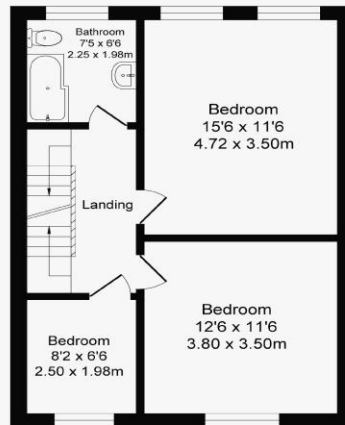 Bathroom
7'5 x 6'6
2.25 x 1.98m
Bedroom
15'6 x 11'6
4.72 x 3.50m
Landing
Bedroom
12'6 x 11'6
3.80 x 3.50m
Bedroom
8'2 x 6'6
2.50 x 1.98m